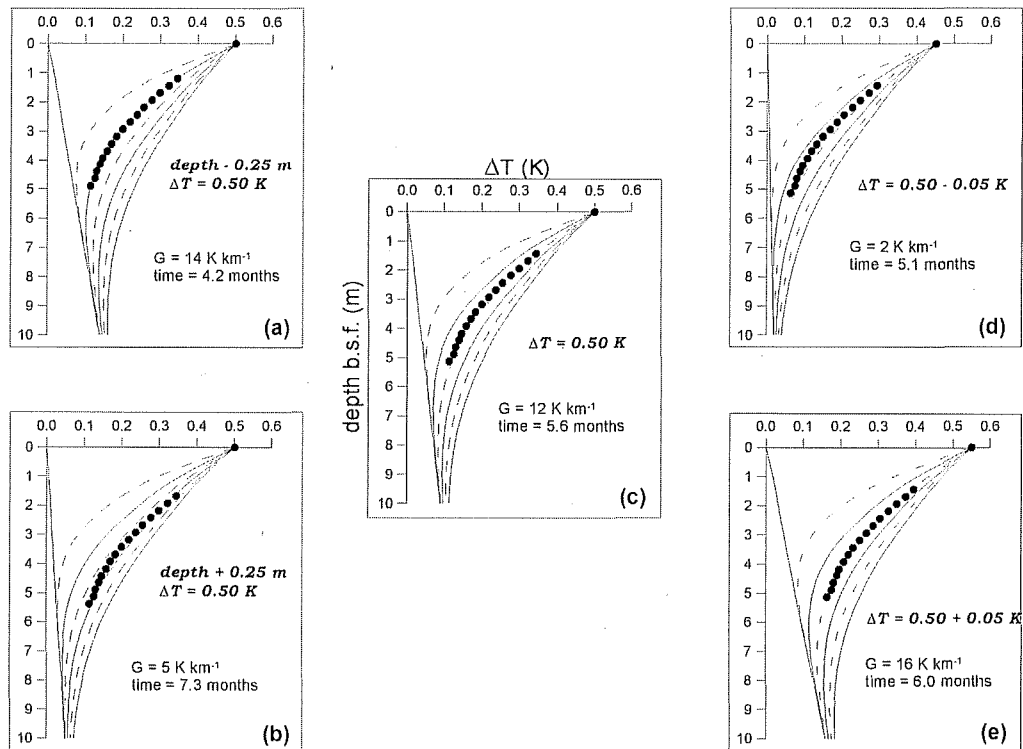 0.0 0.1 0.2 0.3 0.4 0.5 0.6
0
1
2
3
4
5
6
7
8
9
10
depth - 0.25 m
ΔT = 0.50 K
G = 14 K km-1
time = 4.2 months
(a)
0.0 0.1 0.2 0.3 0.4 0.5 0.6
0
1
2
3
4
5
6
7
8
9
10
depth + 0.25 m
ΔT = 0.50 K
G = 5 K km-1
time = 7.3 months
(b)
ΔT (K)
0.0 0.1 0.2 0.3 0.4 0.5 0.6
depth b.s.f. (m)
0
1
2
3
4
5
6
7
8
9
10
ΔT = 0.50 K
G = 12 K km-1
time = 5.6 months
(c)
0.0 0.1 0.2 0.3 0.4 0.5 0.6
0
1
2
3
4
5
6
7
8
9
10
ΔT = 0.50 - 0.05 K
G = 2 K km-1
time = 5.1 months
(d)
0.0 0.1 0.2 0.3 0.4 0.5 0.6
0
1
2
3
4
5
6
7
8
9
10
ΔT = 0.50 + 0.05 K
G = 16 K km-1
time = 6.0 months
(e)